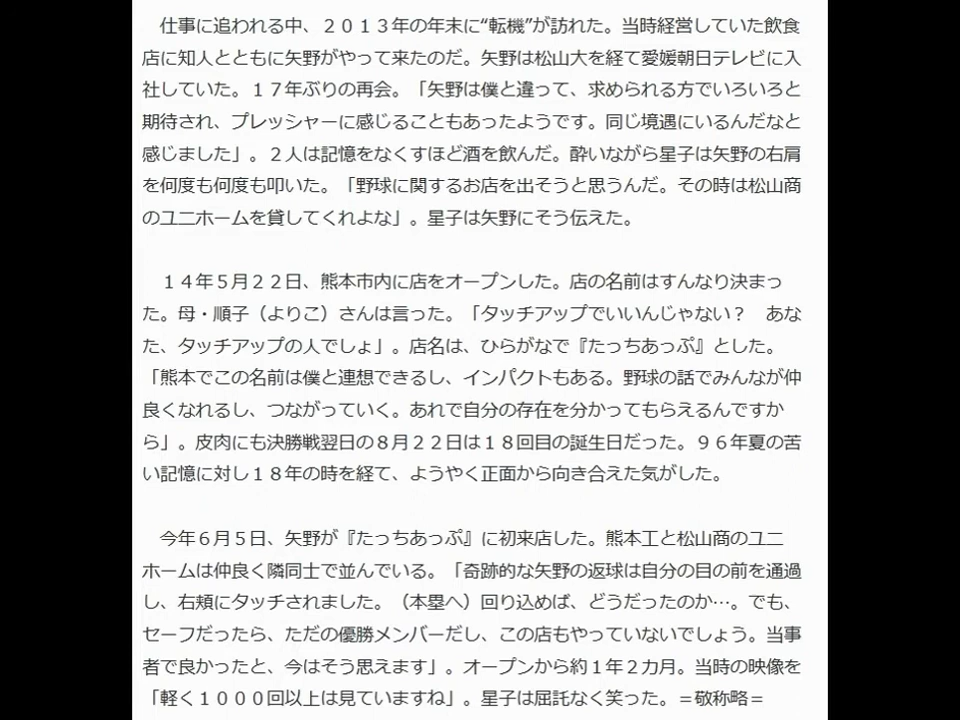 仕事に追われる中、２０１３年の年末に“転機”が訪れた。当時経営していた飲食
店に知人とともに矢野がやって来たのだ。矢野は松山大を経て愛媛朝日テレビに入
社していた。１７年ぶりの再会。「矢野は僕と違って、求められる方でいろいろと
期待され、プレッシャーに感じることもあったようです。同じ境遇にいるんだなと
感じました」。２人は記憶をなくすほど酒を飲んだ。酔いながら星子は矢野の右肩
を何度も何度も叩いた。「野球に関するお店を出そうと思うんだ。その時は松山商
のユニホームを貸してくれよな」。星子は矢野にそう伝えた。
　１４年５月２２日、熊本市内に店をオープンした。店の名前はすんなり決まっ
た。母・順子（よりこ）さんは言った。「タッチアップでいいんじゃない？　あな
た、タッチアップの人でしょ」。店名は、ひらがなで『たっちあっぷ』とした。
「熊本でこの名前は僕と連想できるし、インパクトもある。野球の話でみんなが仲
良くなれるし、つながっていく。あれで自分の存在を分かってもらえるんですか
ら」。皮肉にも決勝戦翌日の８月２２日は１８回目の誕生日だった。９６年夏の苦
い記憶に対し１８年の時を経て、ようやく正面から向き合えた気がした。
　今年６月５日、矢野が『たっちあっぷ』に初来店した。熊本工と松山商のユニ
ホームは仲良く隣同士で並んでいる。「奇跡的な矢野の返球は自分の目の前を通過
し、右頬にタッチされました。（本塁へ）回り込めば、どうだったのか…。でも、
セーフだったら、ただの優勝メンバーだし、この店もやっていないでしょう。当事
者で良かったと、今はそう思えます」。オープンから約１年２カ月。当時の映像を
「軽く１０００回以上は見ていますね」。星子は屈託なく笑った。＝敬称略＝